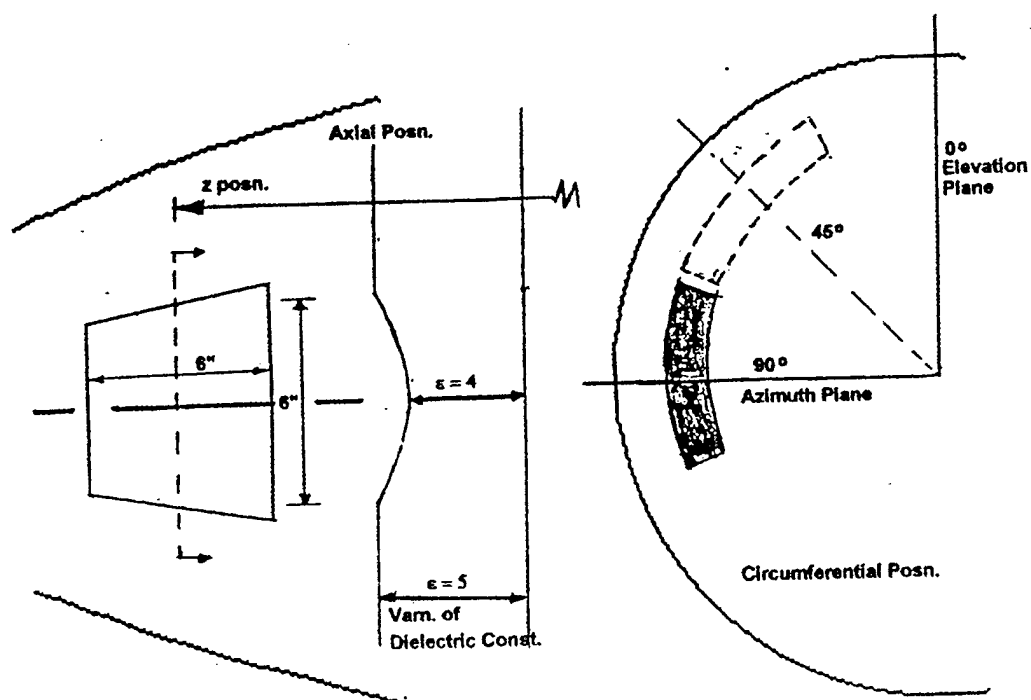 Axial Posn.
z posn.
6"
6"
ε = 4
ε = 5
Varn. of
Dielectric Const.
0°
Elevation
Plane
45°
90°
Azimuth Plane
Circumferential Posn.